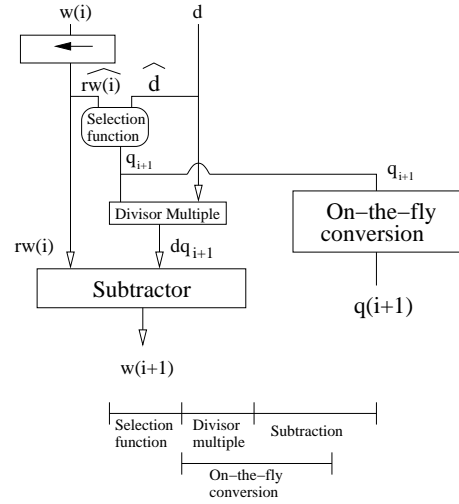 w(i) d
rw(i) d
Selection
function
q_{i+1} q_{i+1}
Divisor Multiple
On-the-fly
conversion
rw(i) dq_{i+1}
Subtractor
q(i+1)
w(i+1)
Selection
function
Divisor
multiple
Subtraction
On-the-fly
conversion